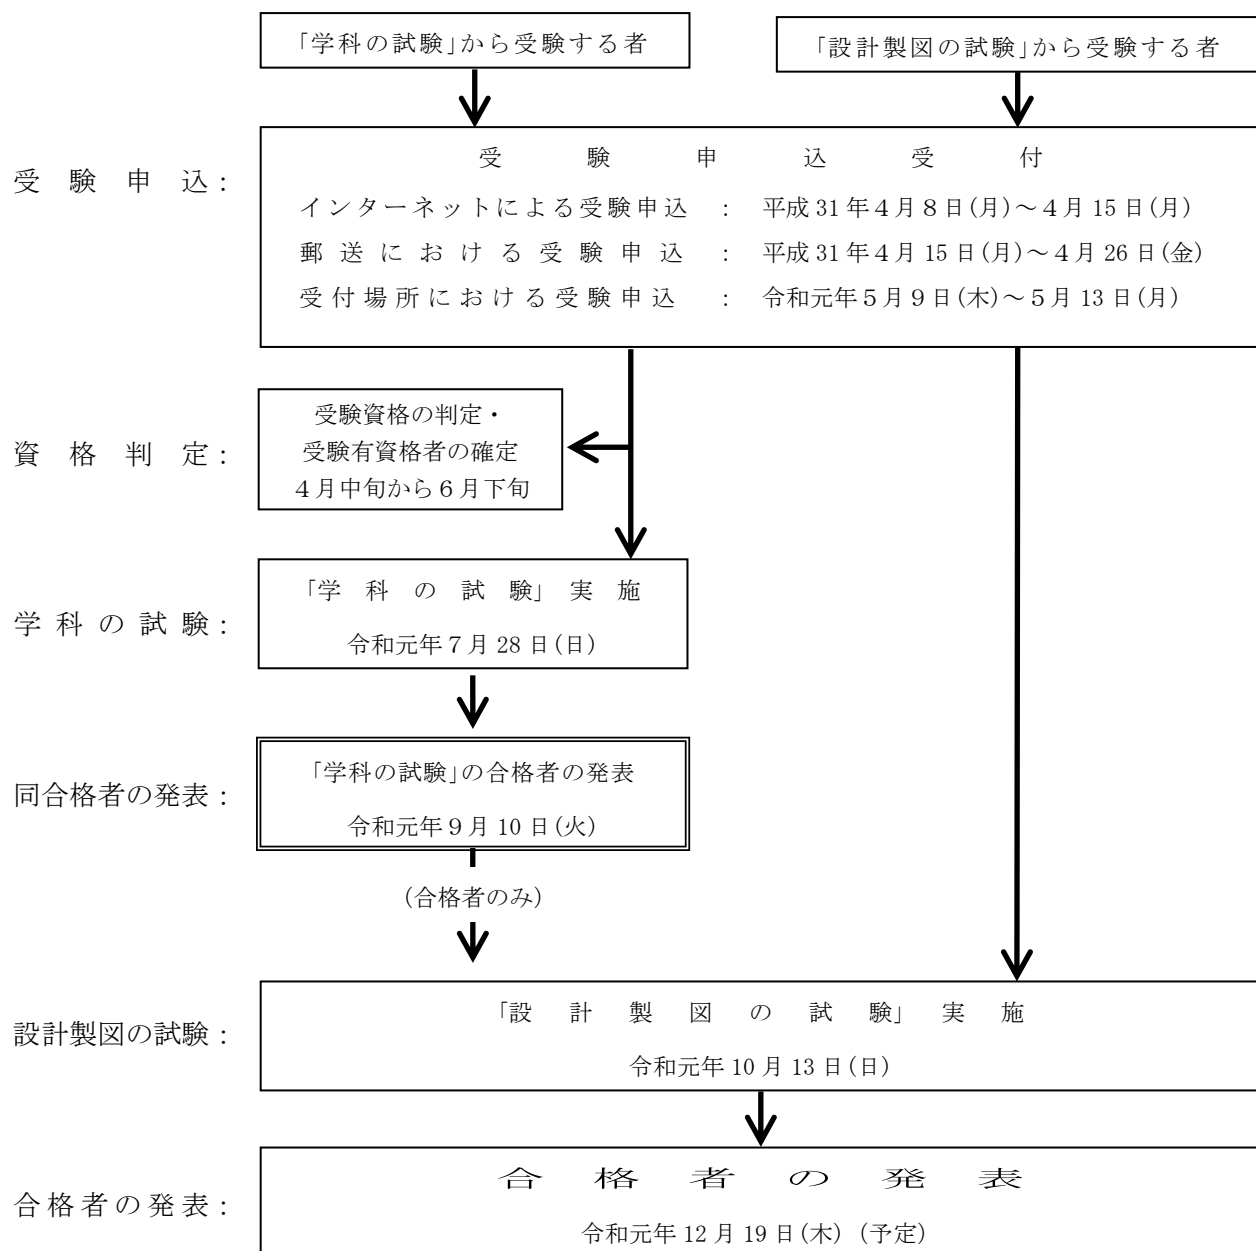 「学科の試験」から受験する者
「設計製図の試験」から受験する者
受験申込：
受験申込受付
インターネットによる受験申込 ： 平成31年４月８日(月)～４月15日(月)
郵送における受験申込 ： 平成31年４月15日(月)～４月26日(金)
受付場所における受験申込 ： 令和元年５月９日(木)～５月13日(月)
資格判定：
受験資格の判定・
受験有資格者の確定
４月中旬から６月下旬
学科の試験：
「学科の試験」実施
令和元年７月28日(日)
同合格者の発表：
「学科の試験」の合格者の発表
令和元年９月10日(火)
(合格者のみ)
設計製図の試験：
「設計製図の試験」実施
令和元年10月13日(日)
合格者の発表：
合格者の発表
令和元年12月19日(木) (予定)